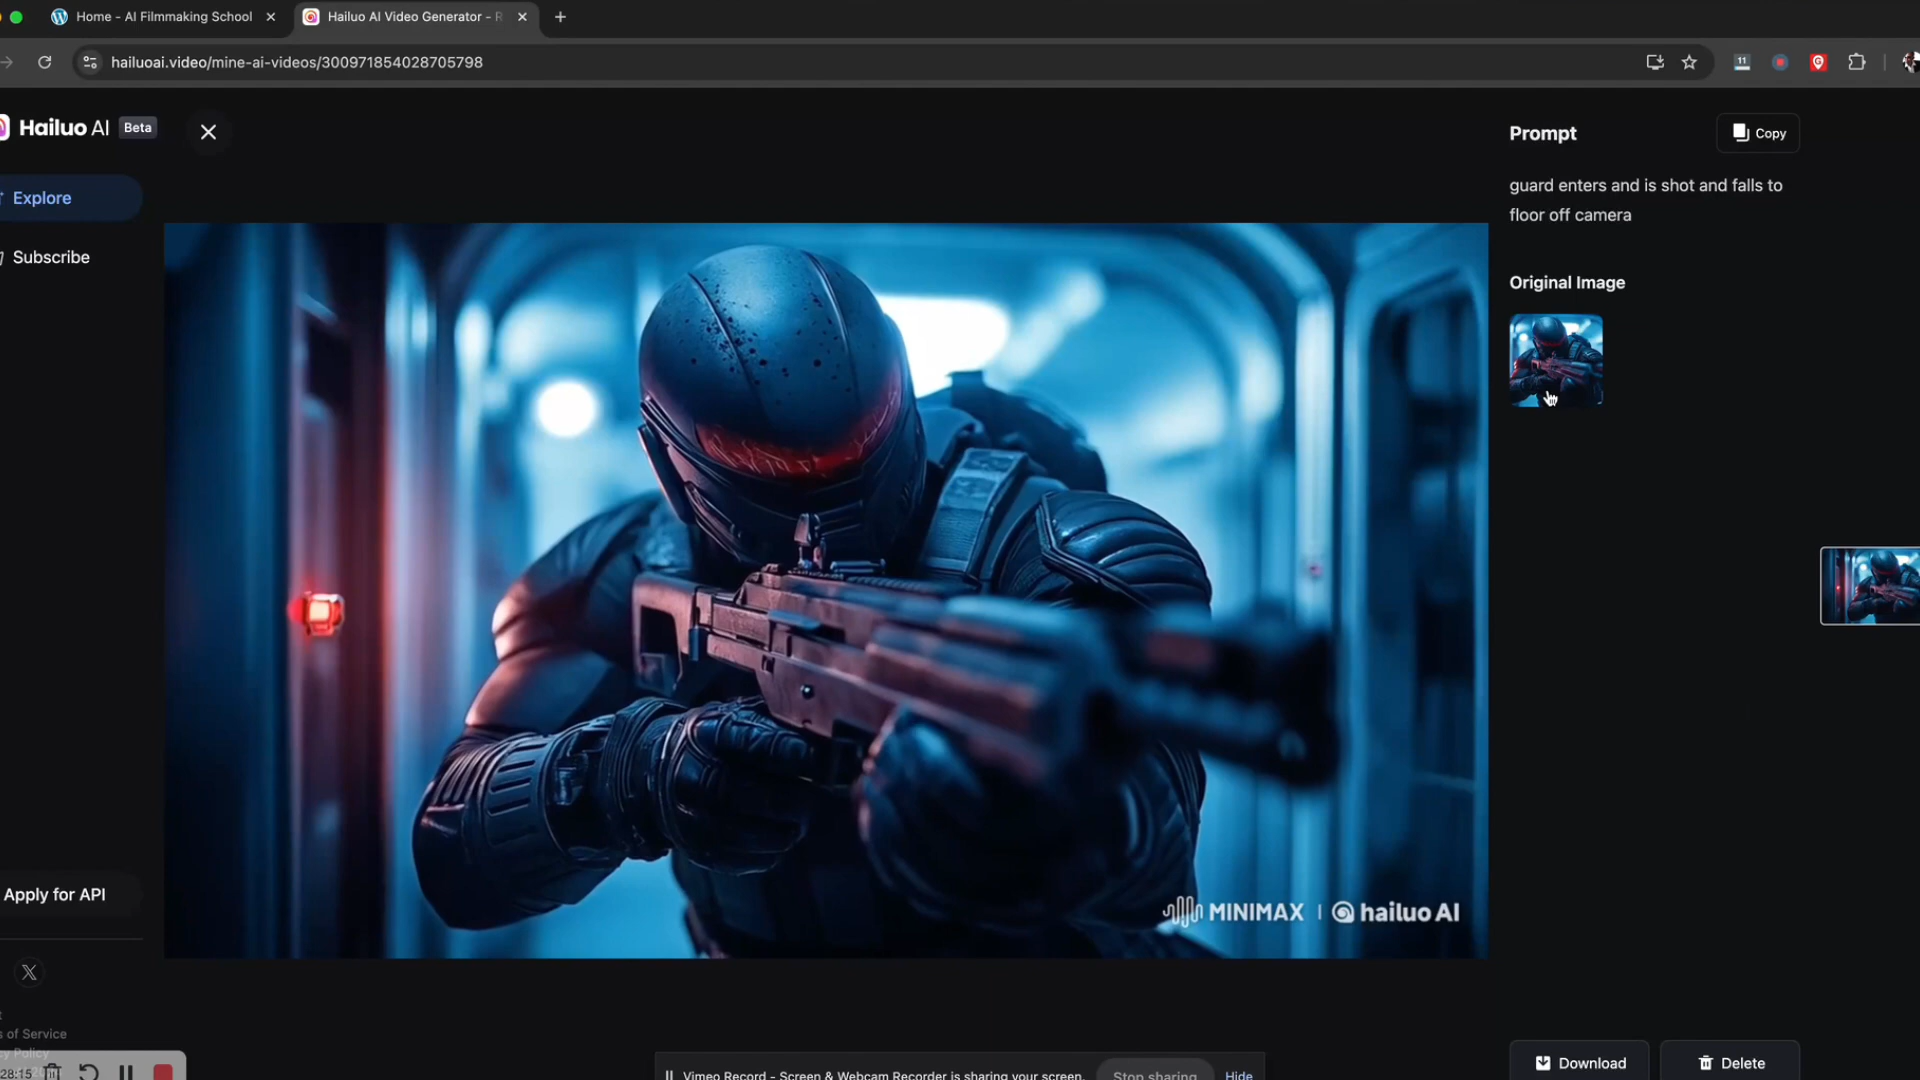 Home - AI Filmmaking School
Hailuo AI Video Generator -
hailuoai.video/mine-ai-videos/300971854028705798
11
Hailuo AI Beta
Explore
Subscribe
Prompt
Copy
guard enters and is shot and falls to
floor off camera
Original Image
MINIMAX | hailuo AI
Apply for API
s of Service
cy Policy
28:15
Vimeo Record - Screen & Webcam Recorder is sharing your screen.
Stop sharing
Hide
Download
Delete